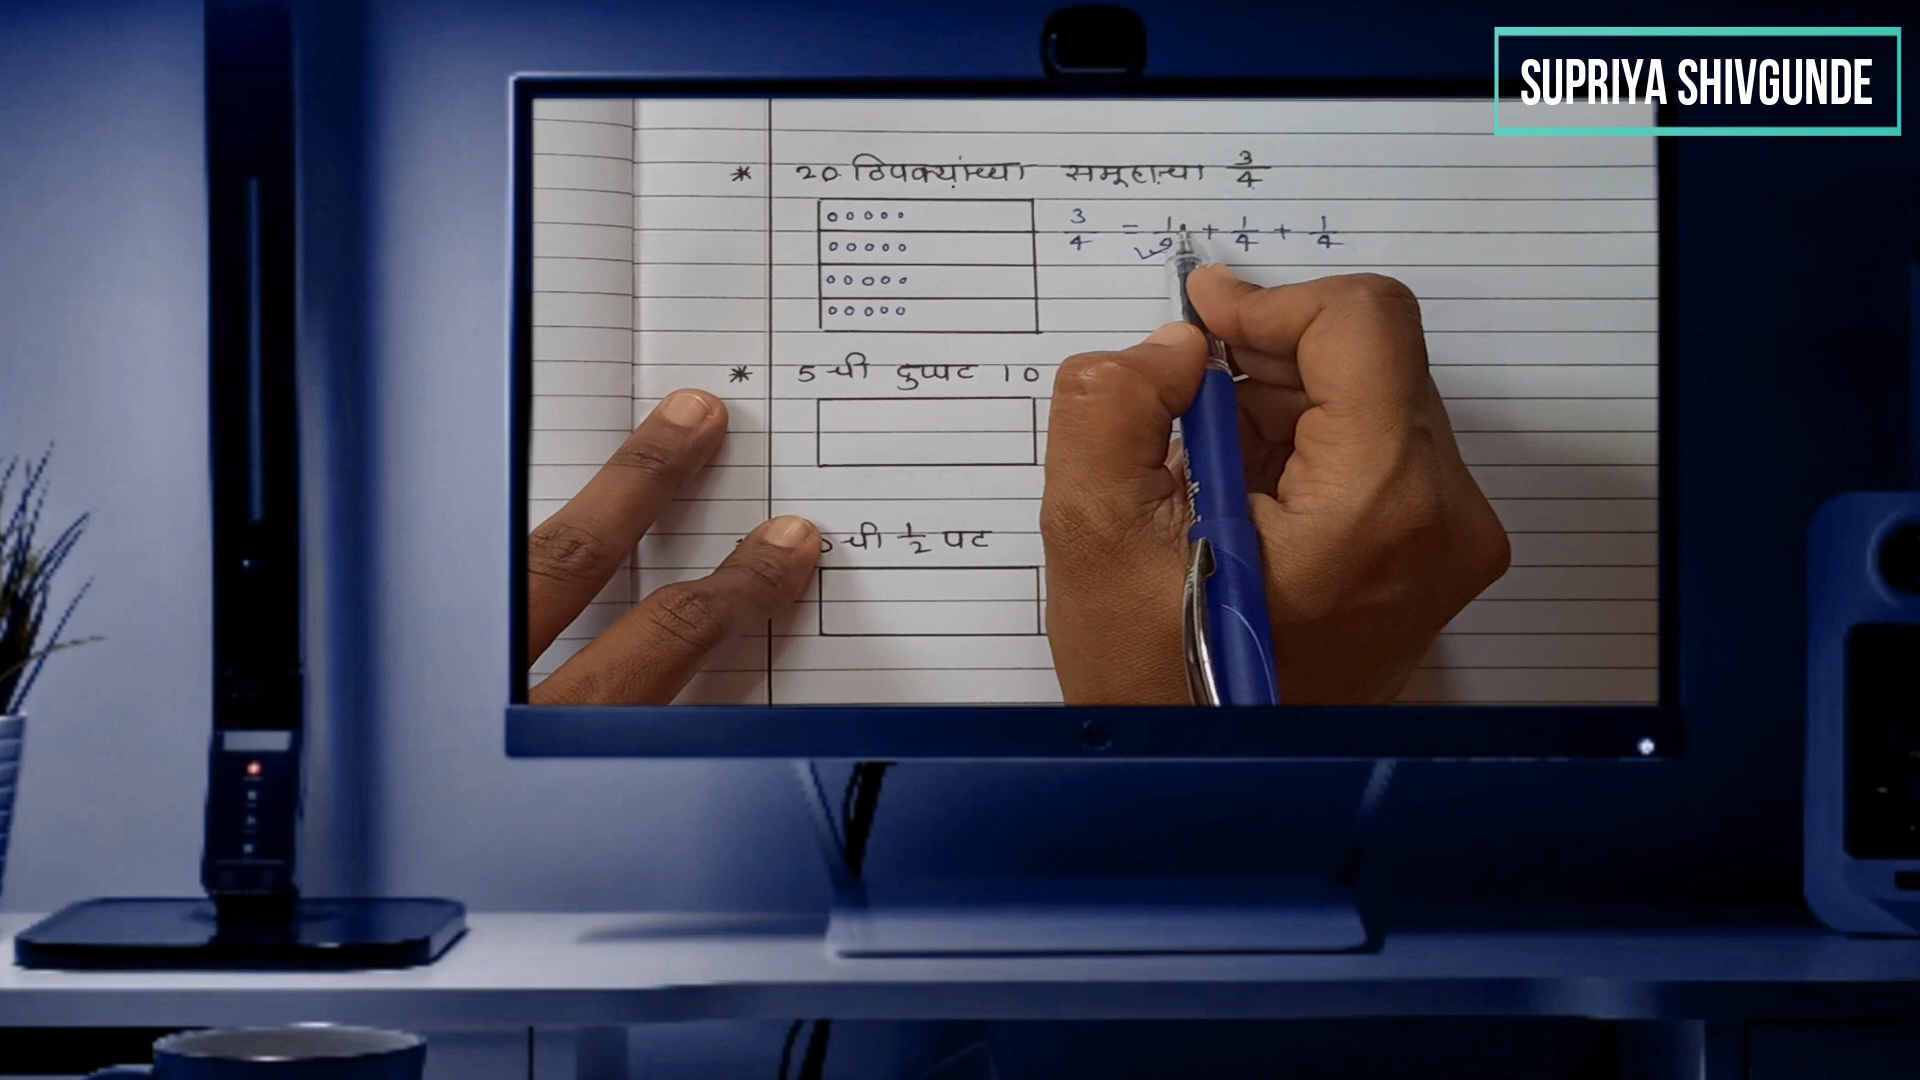 SUPRIYA SHIVGUNDE
* 20 ठिपक्यांच्या समूहाच्या 3/4
3/4 = 1/4 + 1/4 + 1/4
* 5 ची दुप्पट 10
ची 1/2 पट